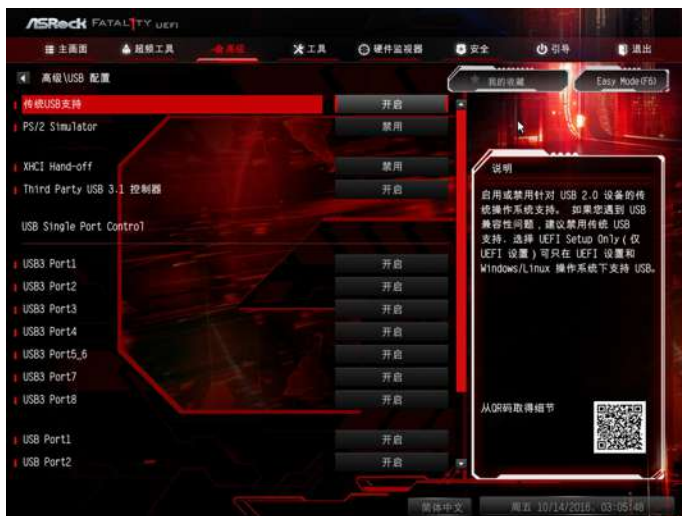 ASRock FATAL1TY UEFI
主画面 超频工具 高级 工具 硬件监视器 安全 引导 退出
高级\USB 配置
我的收藏 Easy Mode(F6)
传统USB支持 开启
PS/2 Simulator 禁用
XHCI Hand-off 禁用
Third Party USB 3.1 控制器 开启
USB Single Port Control
USB3 Port1 开启
USB3 Port2 开启
USB3 Port3 开启
USB3 Port4 开启
USB3 Port5_6 开启
USB3 Port7 开启
USB3 Port8 开启
USB Port1 开启
USB Port2 开启
说明
启用或禁用针对 USB 2.0 设备的传
统操作系统支持。 如果您遇到 USB
兼容性问题，建议禁用传统 USB
支持. 选择 UEFI Setup Only ( 仅
UEFI 设置 ) 可只在 UEFI 设置和
Windows/Linux 操作系统下支持 USB。
从QR码取得细节
简体中文
周五 10/14/2016. 03:05:48